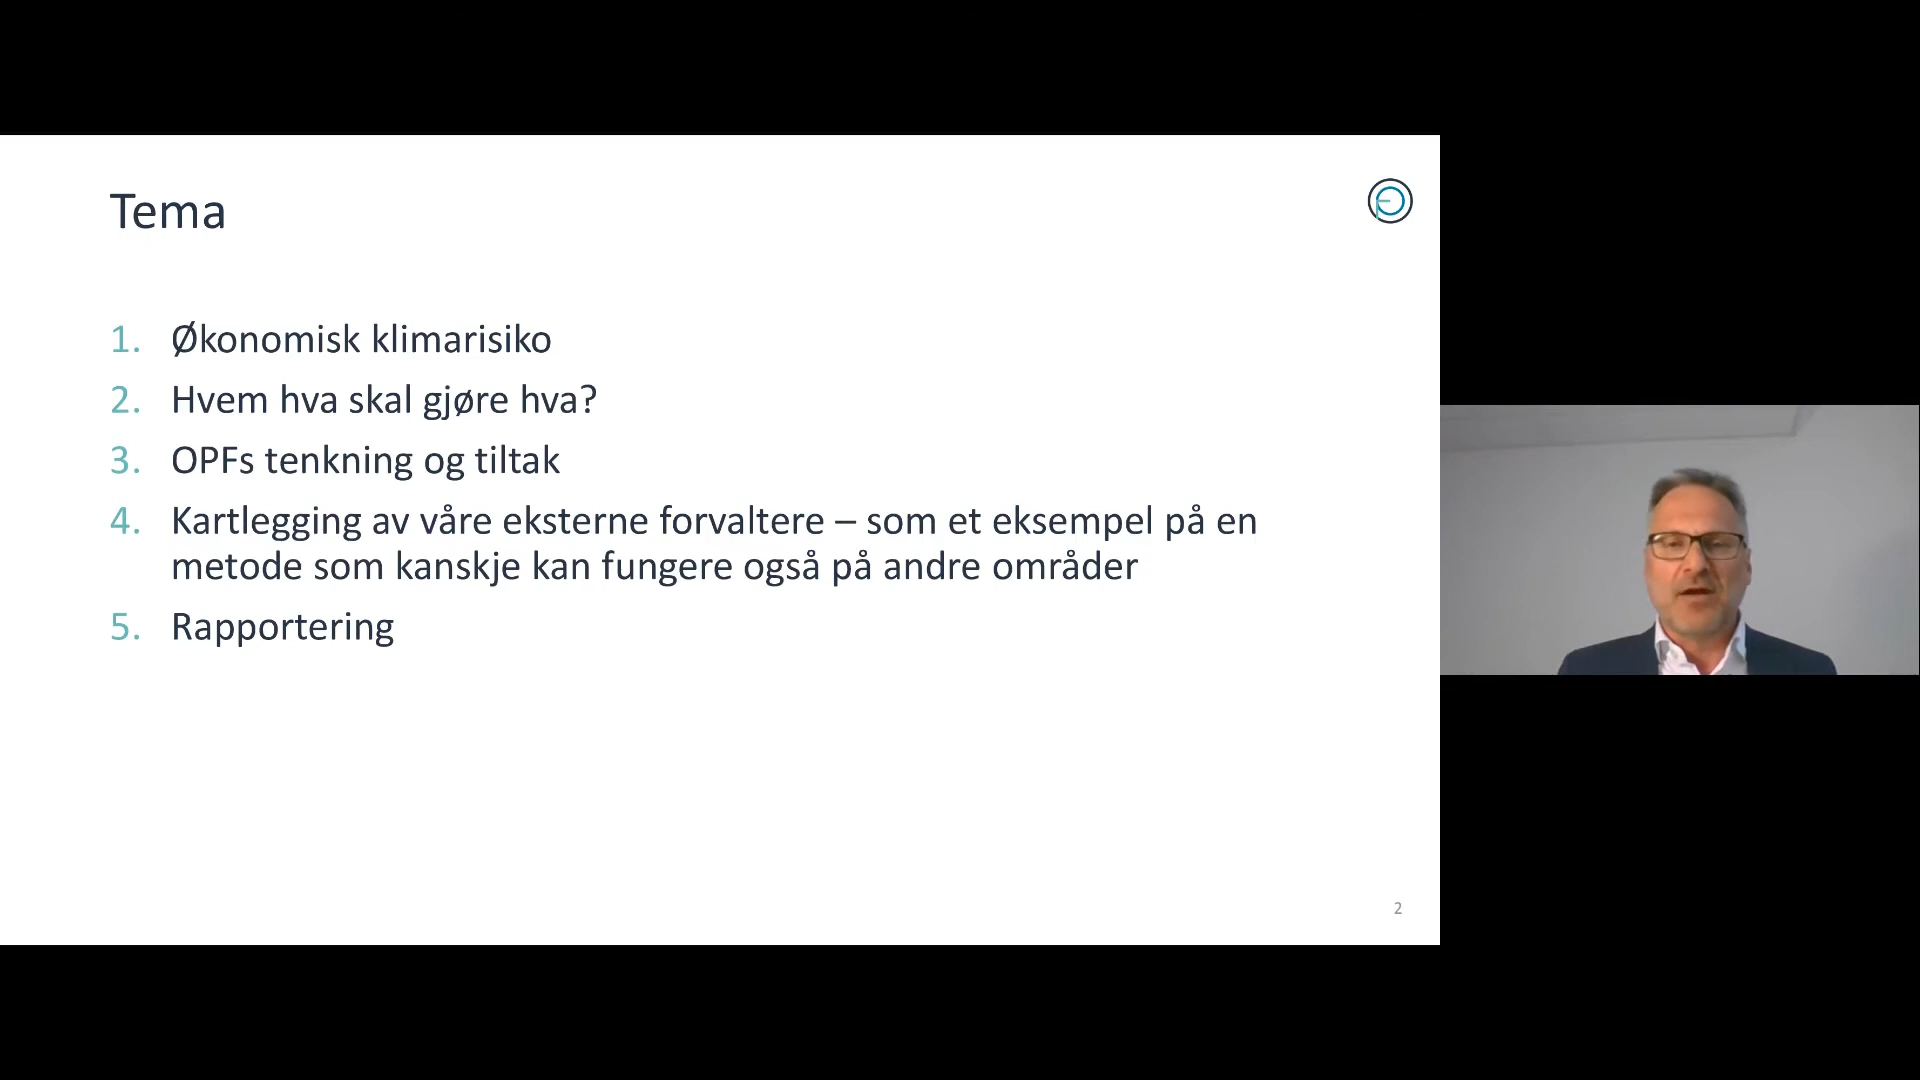 Tema
1. Økonomisk klimarisiko
2. Hvem hva skal gjøre hva?
3. OPFs tenkning og tiltak
4. Kartlegging av våre eksterne forvaltere – som et eksempel på en
metode som kanskje kan fungere også på andre områder
5. Rapportering
2